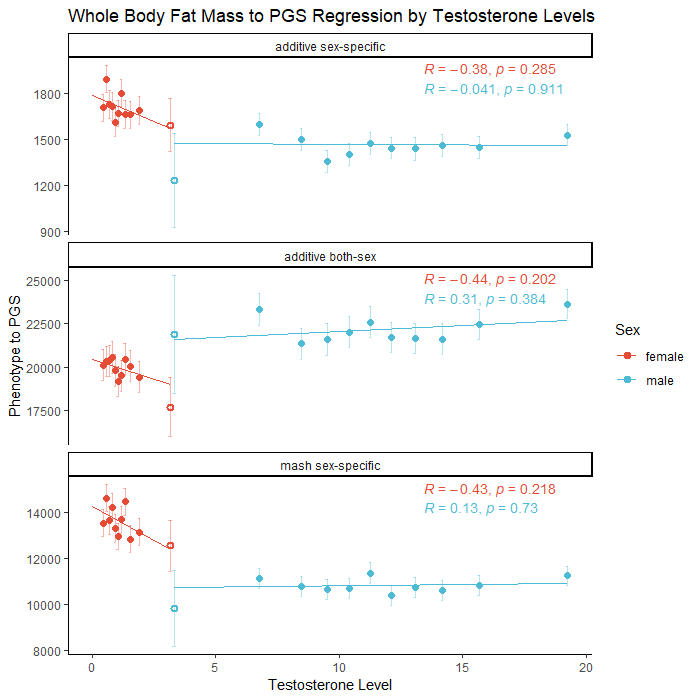 Whole Body Fat Mass to PGS Regression by Testosterone Levels
additive sex-specific
R = −0.38, p = 0.285
R = −0.041, p = 0.911
1800
1500
1200
900
additive both-sex
R = −0.44, p = 0.202
R = 0.31, p = 0.384
25000
22500
20000
17500
Phenotype to PGS
Sex
female
male
mash sex-specific
R = −0.43, p = 0.218
R = 0.13, p = 0.73
14000
12000
10000
8000
0 5 10 15 20
Testosterone Level